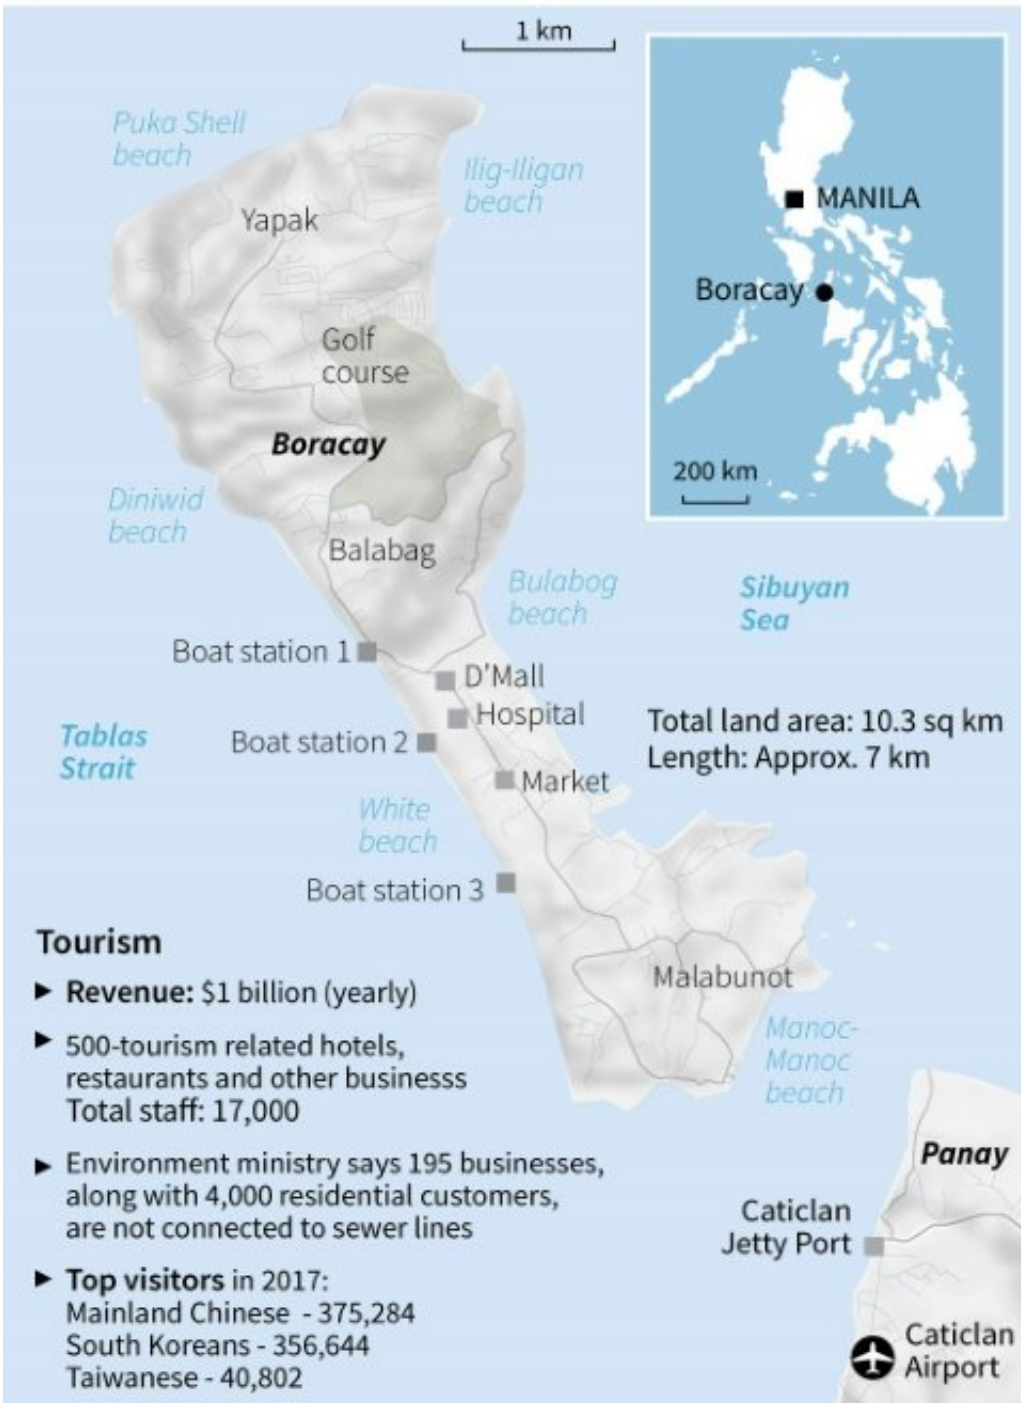 1 km
Puka Shell
beach
Ilig-Iligan
beach
Yapak
MANILA
Boracay
Golf
course
Boracay
200 km
Diniwid
beach
Balabag
Bulabog
beach
Sibuyan
Sea
Boat station 1
D'Mall
Hospital
Total land area: 10.3 sq km
Length: Approx. 7 km
Tablas
Strait
Boat station 2
Market
White
beach
Boat station 3
Malabunot
Manoc-
Manoc
beach
Tourism
Revenue: $1 billion (yearly)
500-tourism related hotels,
restaurants and other businesss
Total staff: 17,000
Environment ministry says 195 businesses,
along with 4,000 residential customers,
are not connected to sewer lines
Top visitors in 2017:
Mainland Chinese - 375,284
South Koreans - 356,644
Taiwanese - 40,802
Panay
Caticlan
Jetty Port
Caticlan
Airport